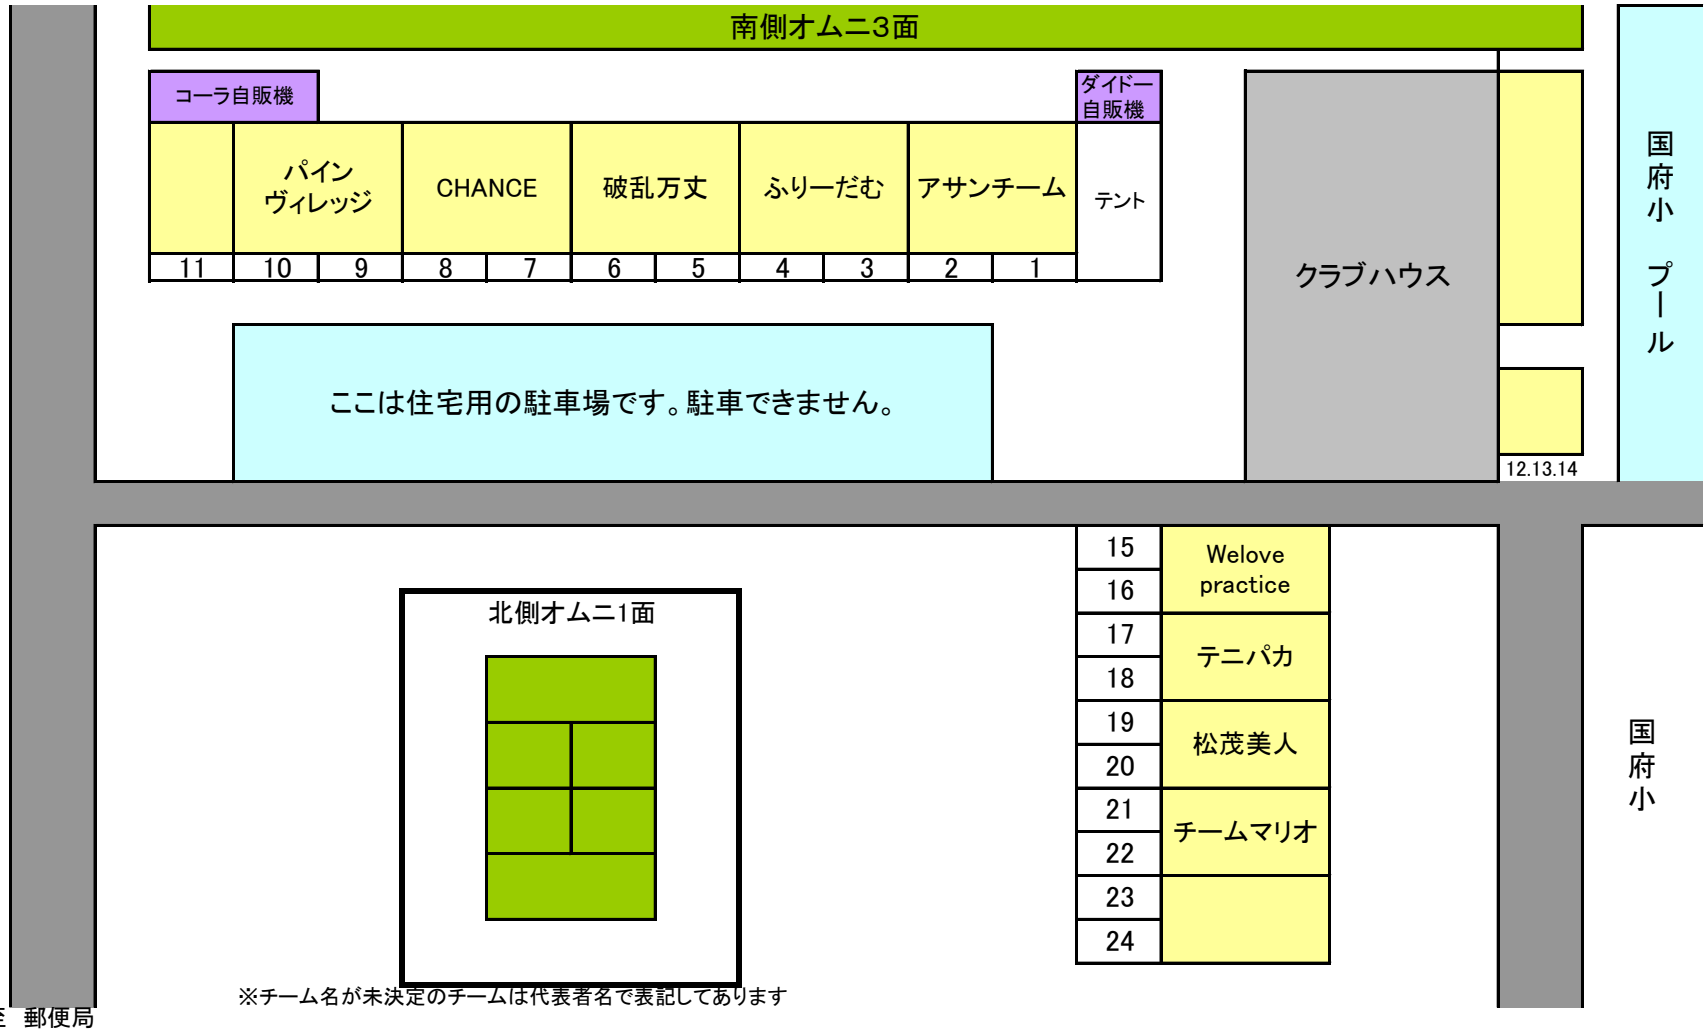 南側オムニ3面
コーラ自販機
ダイドー
自販機
パイン
ヴィレッジ
CHANCE
破乱万丈
ふりーだむ
アサンチーム
テント
11 10 9 8 7 6 5 4 3 2 1
クラブハウス
国府小 プール
ここは住宅用の駐車場です。駐車できません。
12.13.14
15
16
Welove
practice
17
18
テニパカ
19
20
松茂美人
21
22
チームマリオ
23
24
北側オムニ1面
国府小
※チーム名が未決定のチームは代表者名で表記してあります
至 郵便局